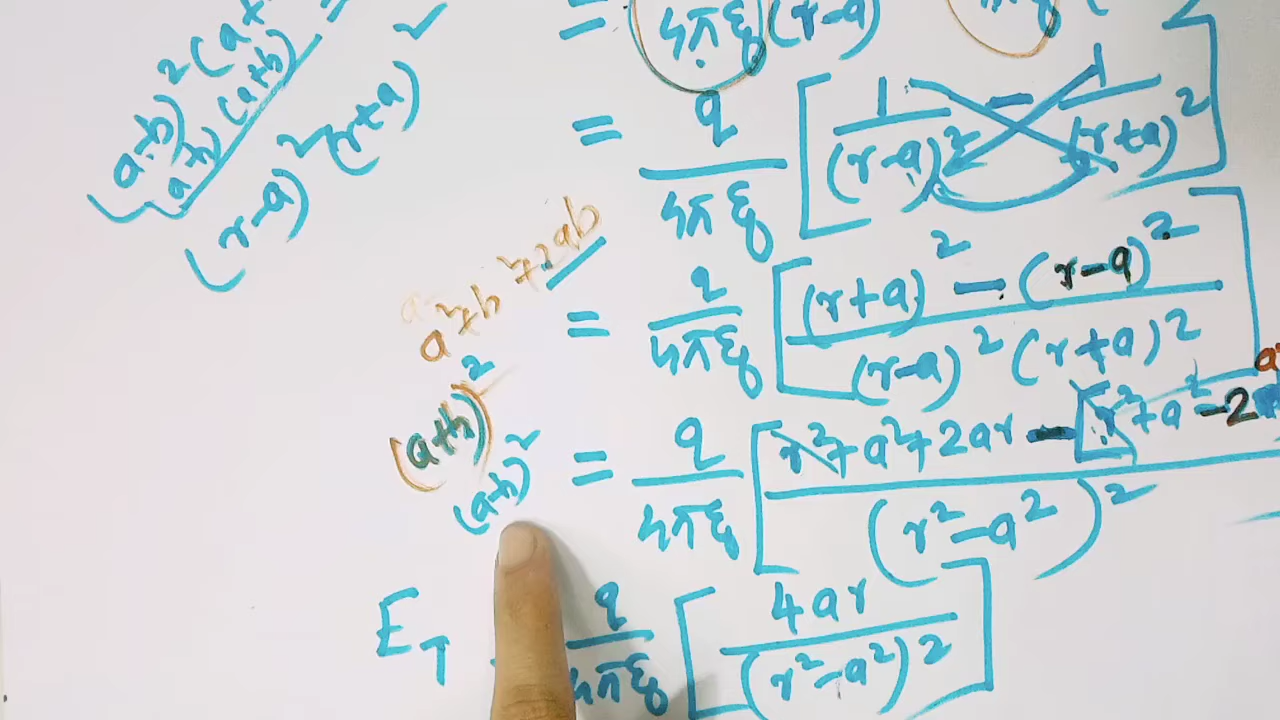 (a-b)² (a+
(a+b) (a+b)
(r-a)² (r+a) ✓
= 4πε₀ (r-a)
= q/4πε₀ [ 1/(r-a)² - 1/(r+a)² ]
a²+b²+2ab
= q/4πε₀ [ (r+a)² - (r-a)² / (r-a)² (r+a)² ]
(a+b)²
(a-b)²
= q/4πε₀ [ r²+a²+2ar - [r²+a²-2 / (r²-a²)²
E_T = q/4πε₀ [ 4ar / (r²-a²)² ]